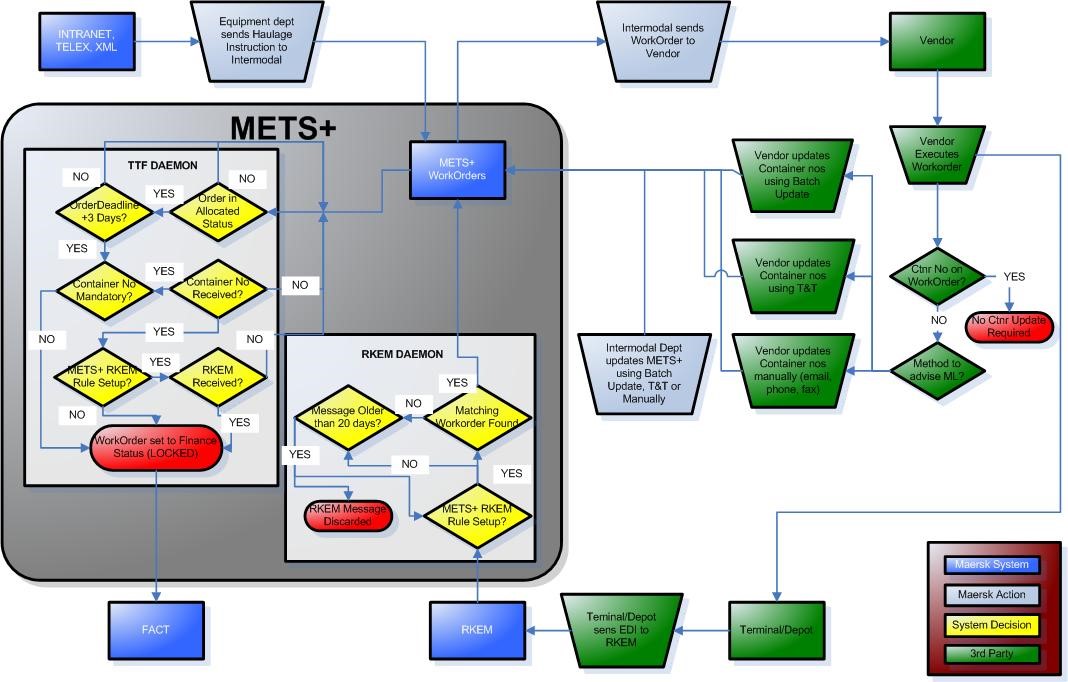 INTRANET,
TELEX, XML
Equipment dept
sends Haulage
Instruction to
Intermodal
Intermodal sends
WorkOrder to
Vendor
Vendor
METS+
TTF DAEMON
METS+
WorkOrders
Vendor
Executes
Workorder
NO
YES
NO
OrderDeadline
+3 Days?
Order in
Allocated
Status
YES
Container No
Mandatory?
YES
Container No
Received?
NO
NO
YES
NO
METS+ RKEM
Rule Setup?
YES
RKEM
Received?
NO
YES
WorkOrder set to Finance
Status (LOCKED)
RKEM DAEMON
YES
Message Older
than 20 days?
NO
Matching
Workorder Found
YES
NO
YES
RKEM Message
Discarded
METS+ RKEM
Rule Setup?
Vendor updates
Container nos
using Batch
Update
Vendor updates
Container nos
using T&T
Vendor updates
Container nos
manually (email,
phone, fax)
Intermodal Dept
updates METS+
using Batch
Update, T&T or
Manually
Ctnr No on
WorkOrder?
YES
No Ctnr Update
Required
NO
Method to
advise ML?
FACT
RKEM
Teminal/Depot
sens EDI to
RKEM
Terminal/Depot
Maersk System
Maersk Action
System Decision
3rd Party